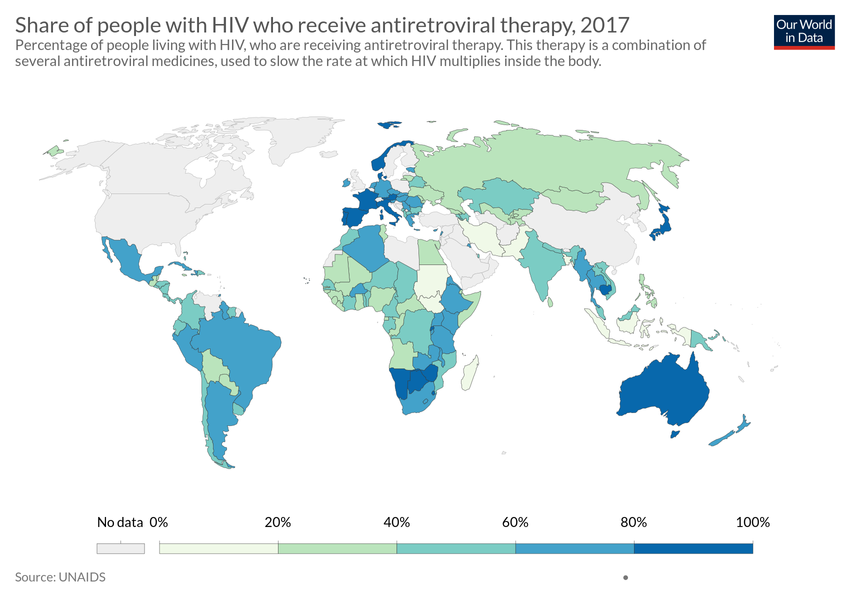 Share of people with HIV who receive antiretroviral therapy, 2017
Percentage of people living with HIV, who are receiving antiretroviral therapy. This therapy is a combination of
several antiretroviral medicines, used to slow the rate at which HIV multiplies inside the body.
Our World
in Data
No data 0% 20% 40% 60% 80% 100%
Source: UNAIDS